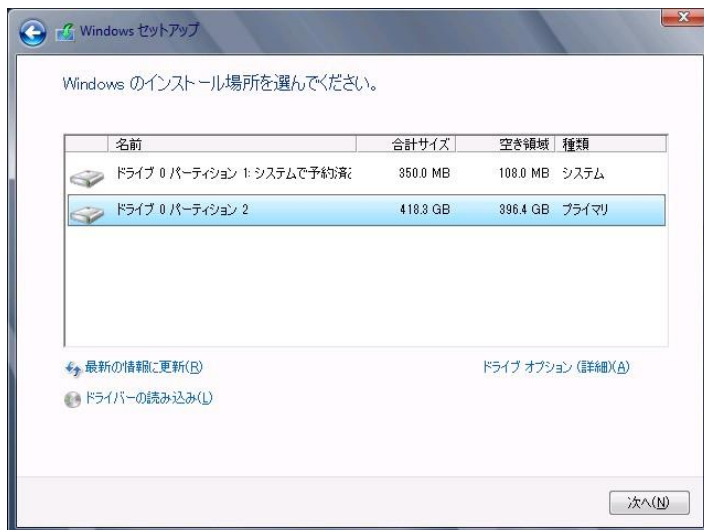 Windows セットアップ
Windows のインストール場所を選んでください。
名前 合計サイズ 空き領域 種類
ドライブ 0 パーティション 1: システムで予約済み 350.0 MB 108.0 MB システム
ドライブ 0 パーティション 2 418.3 GB 396.4 GB プライマリ
最新の情報に更新(R) ドライブ オプション (詳細)(A)
ドライバーの読み込み(L)
次へ(N)